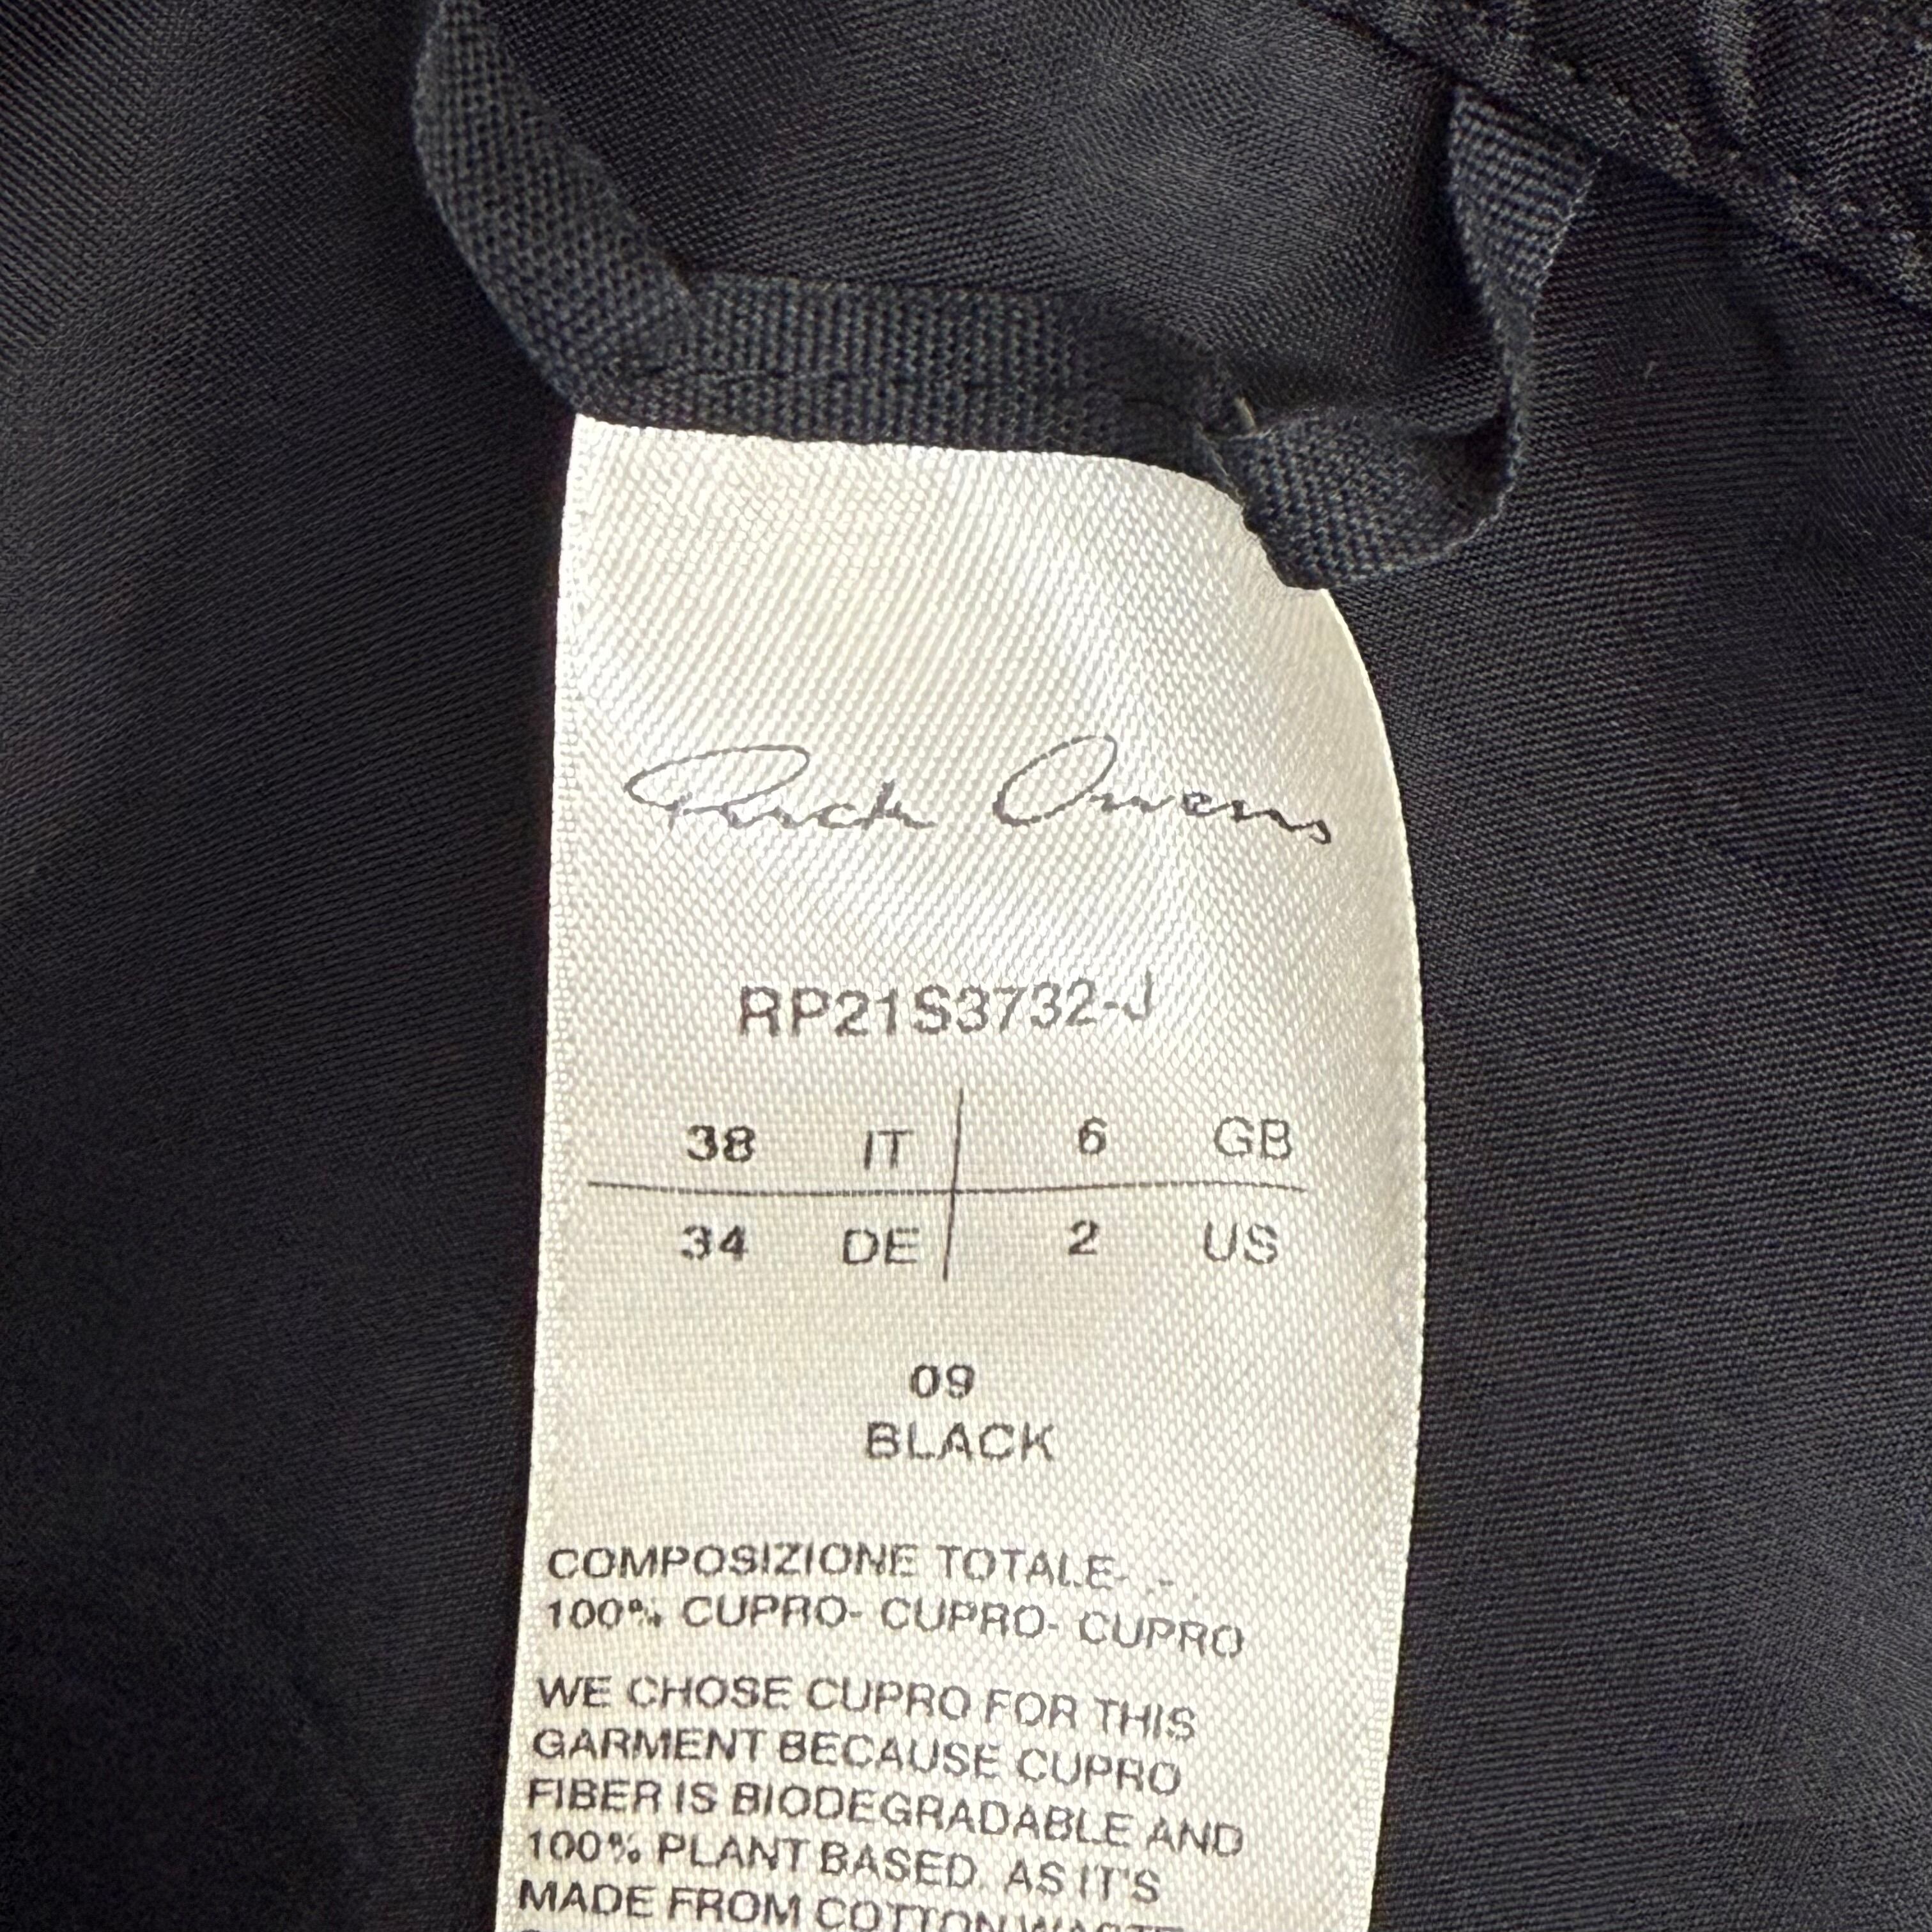 Rick Owens
RP21S3732-J
38 IT 6 GB
34 DE 2 US
09
BLACK
COMPOSIZIONE TOTALE- .-
100% CUPRO- CUPRO- CUPRO
WE CHOSE CUPRO FOR THIS
GARMENT BECAUSE CUPRO
FIBER IS BIODEGRADABLE AND
100% PLANT BASED. AS IT'S
MADE FROM COTTON WASTE